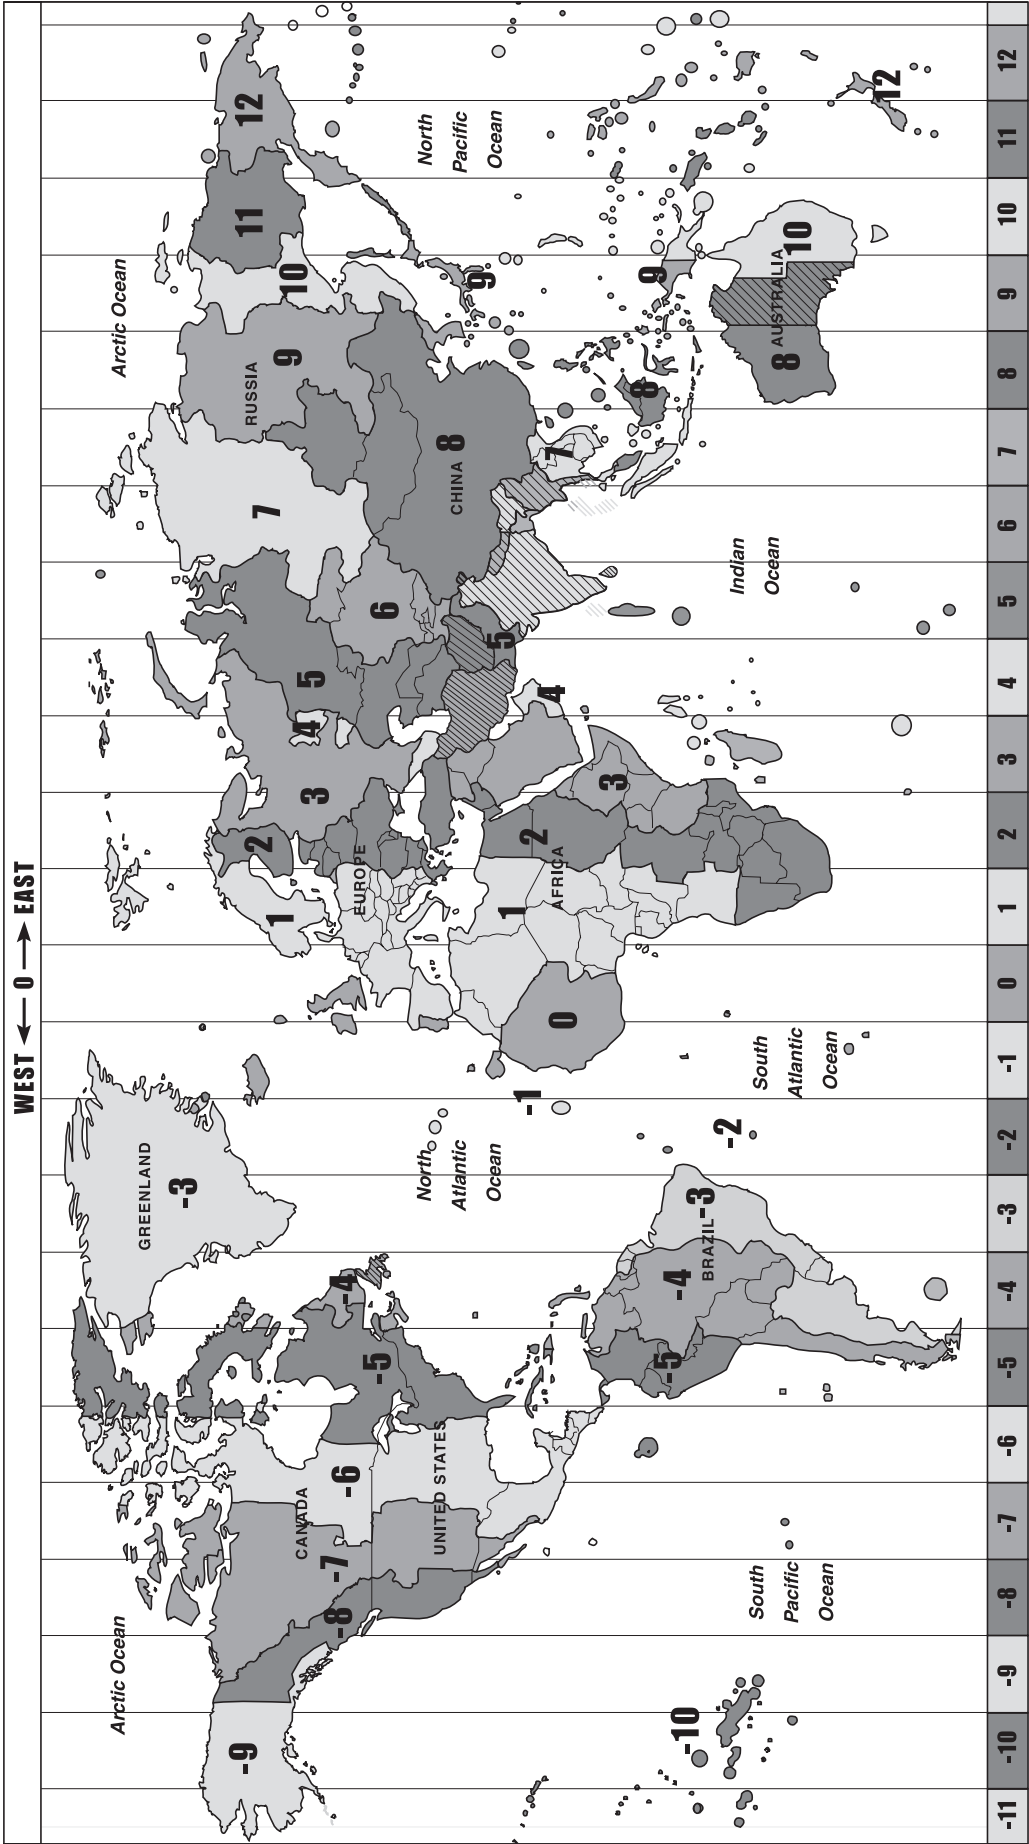 WEST ← 0 → EAST
Arctic Ocean
Arctic Ocean
GREENLAND
-3
-9
12
11
RUSSIA
2
7
1
9
10
CANADA
4
5
3
-7
-8
-6
-4
EUROPE
-5
6
North
Atlantic
Ocean
North
Pacific
Ocean
UNITED STATES
8
CHINA
9
5
1
-1
2
4
AFRICA
7
0
3
8
9
-5
-4
-10
-3
BRAZIL
-2
Indian
Ocean
South
Pacific
Ocean
South
Atlantic
Ocean
AUSTRALIA
8
10
12
-11 -10 -9 -8 -7 -6 -5 -4 -3 -2 -1 0 1 2 3 4 5 6 7 8 9 10 11 12